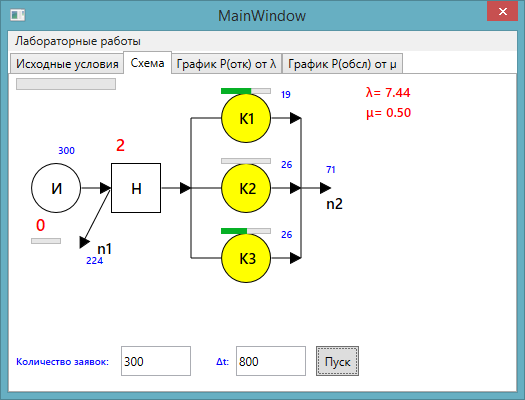 MainWindow
Лабораторные работы
Исходные условия Схема График P(отк) от λ График P(обсл) от μ
λ= 7.44
μ= 0.50
19
К1
300
2
26
71
И
Н
К2
n2
0
26
n1
К3
224
Количество заявок: 300 Δt: 800 Пуск